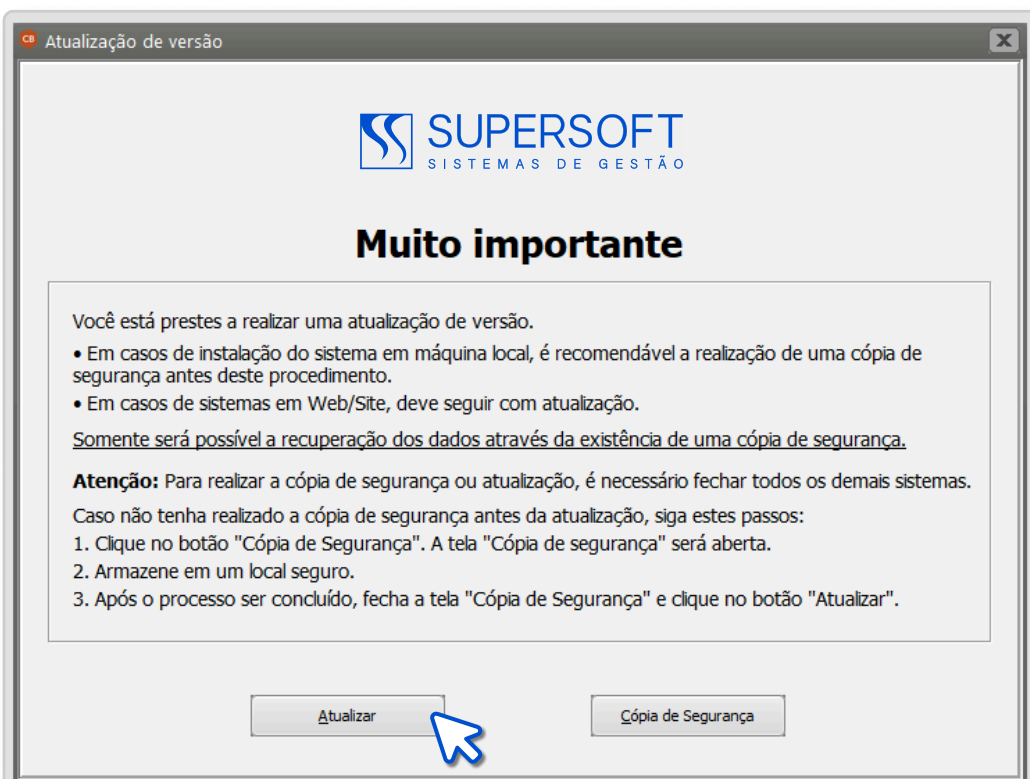 CB Atualização de versão
SUPERSOFT
SISTEMAS DE GESTÃO
Muito importante
Você está prestes a realizar uma atualização de versão.
• Em casos de instalação do sistema em máquina local, é recomendável a realização de uma cópia de
segurança antes deste procedimento.
• Em casos de sistemas em Web/Site, deve seguir com atualização.
Somente será possível a recuperação dos dados através da existência de uma cópia de segurança.
Atenção: Para realizar a cópia de segurança ou atualização, é necessário fechar todos os demais sistemas.
Caso não tenha realizado a cópia de segurança antes da atualização, siga estes passos:
1. Clique no botão "Cópia de Segurança". A tela "Cópia de segurança" será aberta.
2. Armazene em um local seguro.
3. Após o processo ser concluído, fecha a tela "Cópia de Segurança" e clique no botão "Atualizar".
Atualizar
Cópia de Segurança